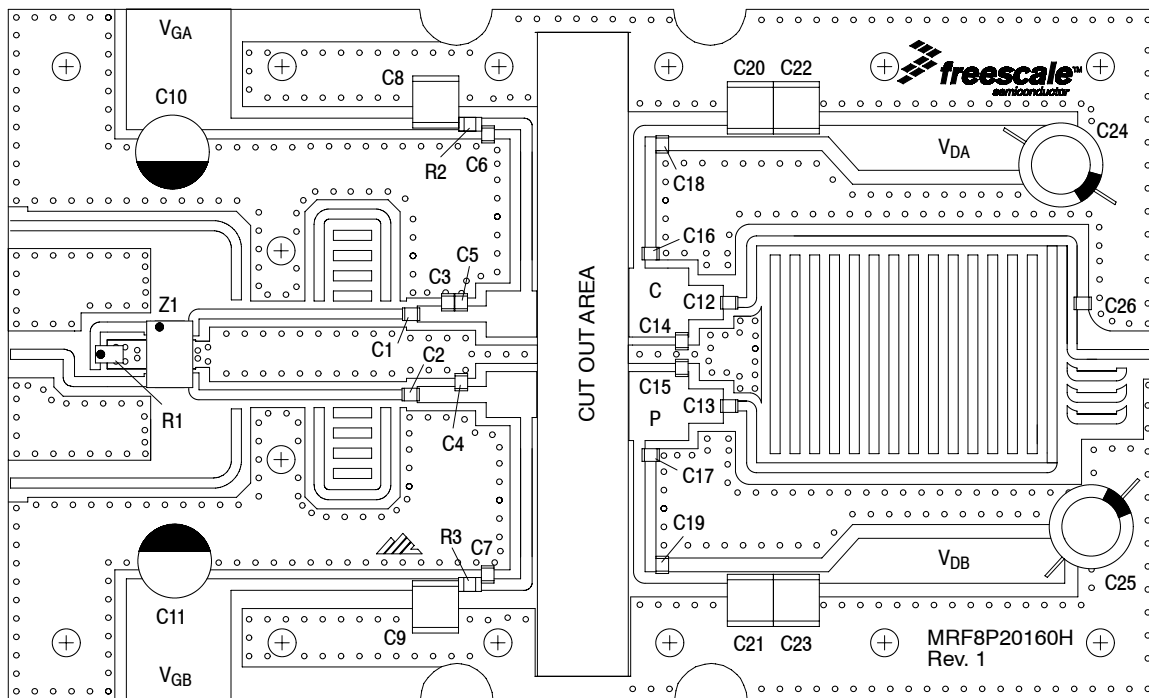 VGA
C8
C20 C22
freescale™
semiconductor
C10
C24
R2
C6
VDA
C18
C16
C3
C5
C
C12
C26
Z1
C14
C1
C2
CUT OUT AREA
C15
C13
P
R1
C4
C17
C19
R3
C7
VDB
C25
C11
C9
C21 C23
MRF8P20160H
Rev. 1
VGB